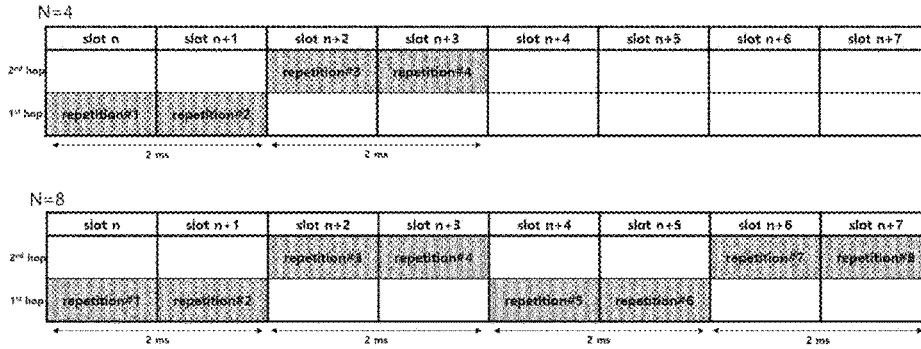 N=4
slot n slot n+1 slot n+2 slot n+3 slot n+4 slot n+5 slot n+6 slot n+7
2nd hop repetition#3 repetition#4
1st hop repetition#1 repetition#2
2 ms 2 ms
N=8
slot n slot n+1 slot n+2 slot n+3 slot n+4 slot n+5 slot n+6 slot n+7
2nd hop repetition#3 repetition#4 repetition#7 repetition#8
1st hop repetition#1 repetition#2 repetition#5 repetition#6
2 ms 2 ms 2 ms 2 ms